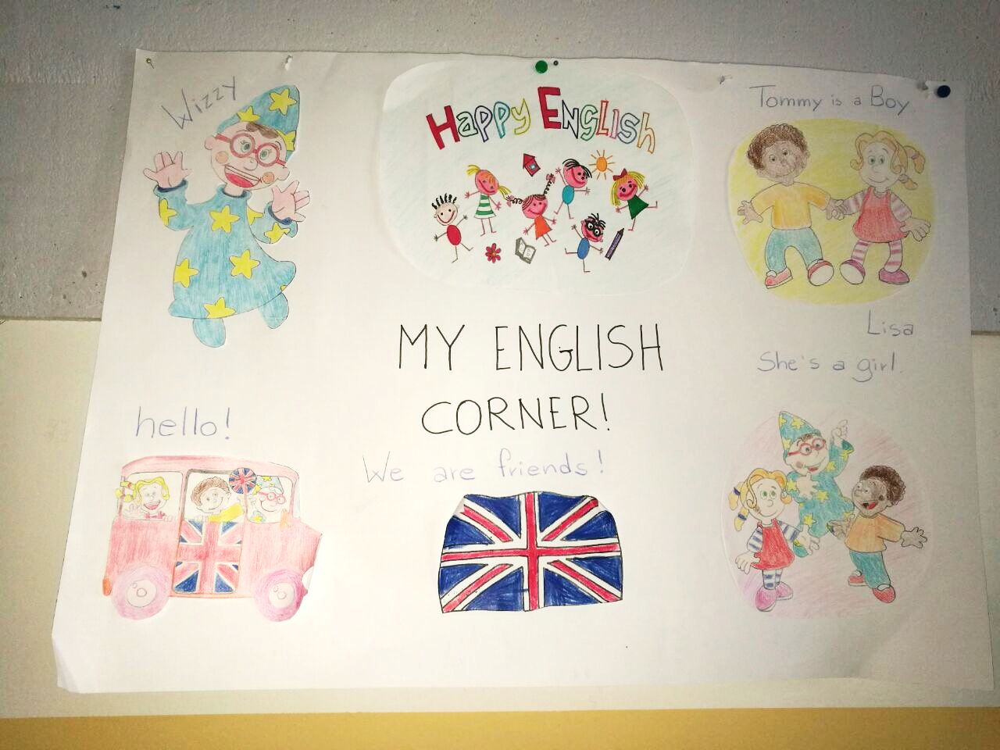 Wizzy
Happy English
Tommy is a Boy
Lisa
She's a girl.
MY ENGLISH
CORNER!
hello!
We are friends!